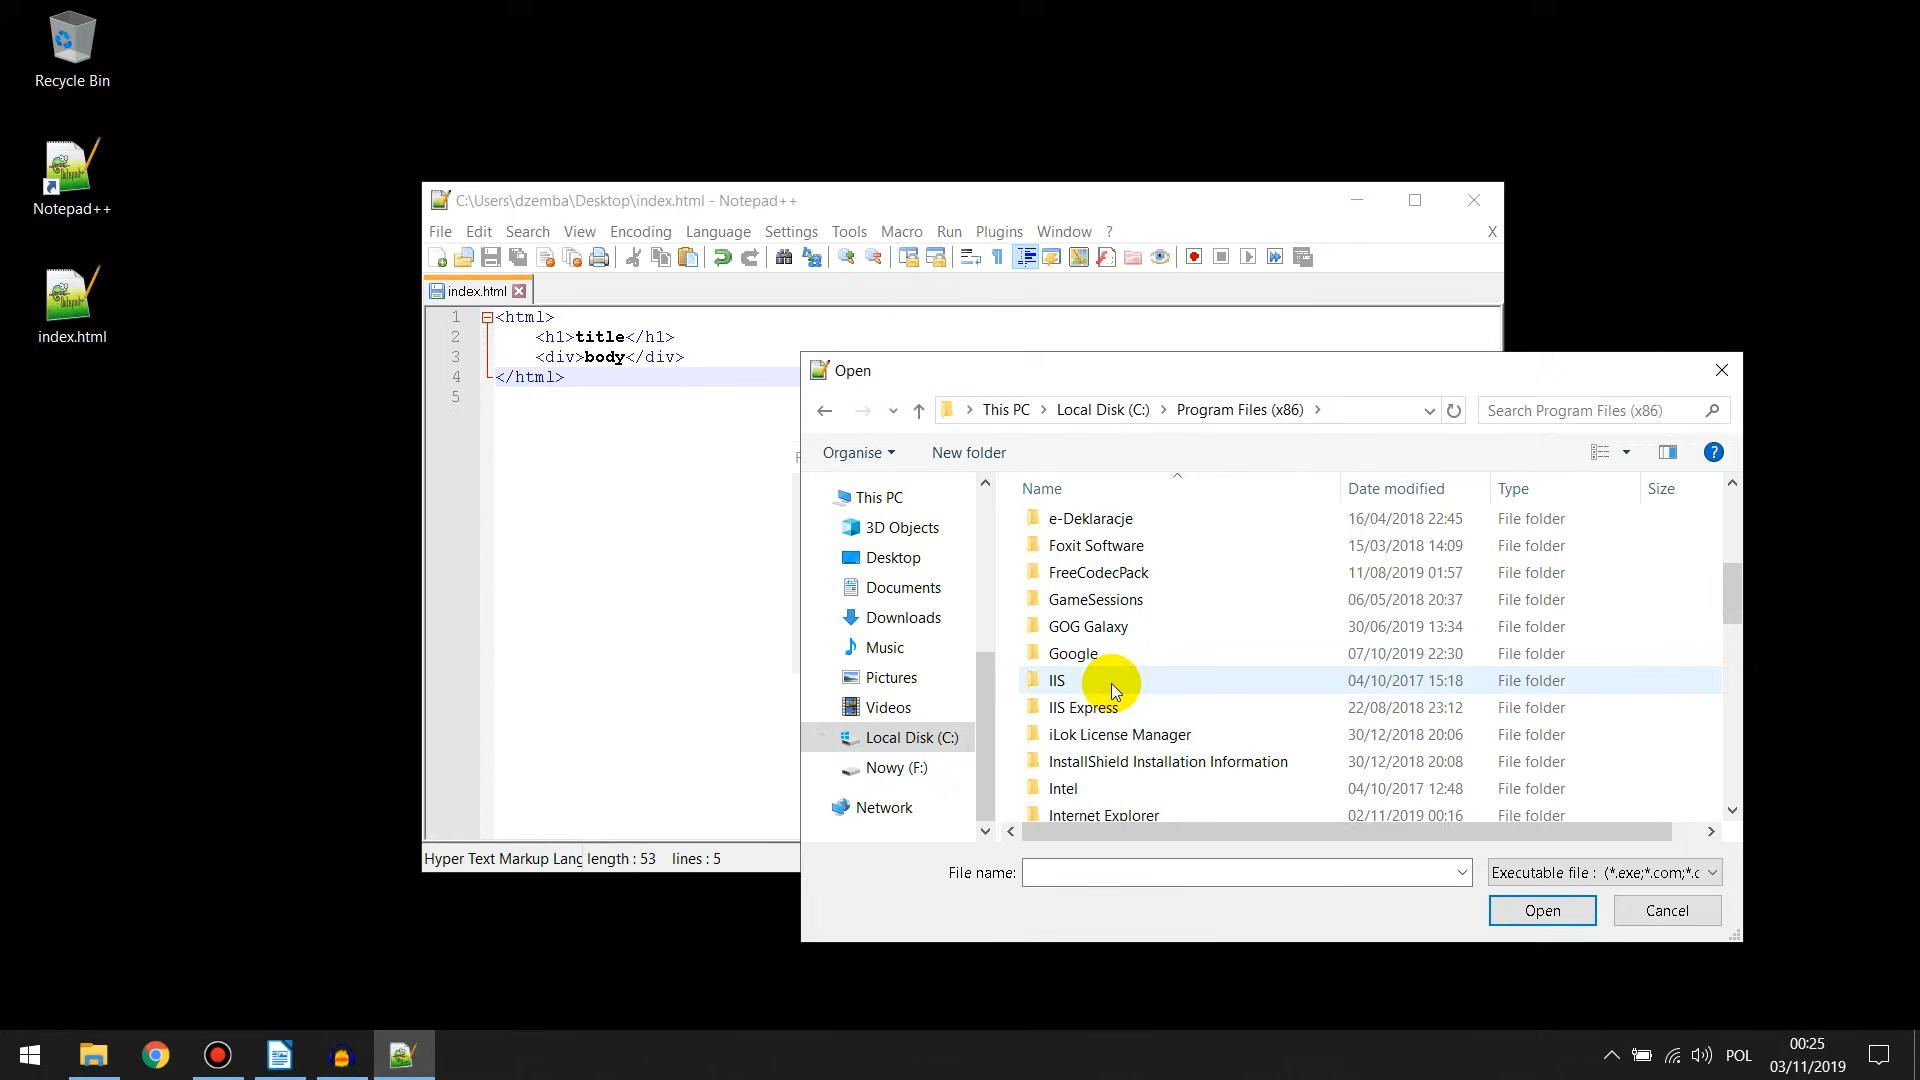 Recycle Bin
Notepad++
index.html
C:\Users\dzemba\Desktop\index.html - Notepad++
File Edit Search View Encoding Language Settings Tools Macro Run Plugins Window ? X
index.html
1 <html>
2 <h1>title</h1>
3 <div>body</div>
4 </html>
5
Hyper Text Markup Lang length : 53 lines : 5
Open
This PC Local Disk (C:) Program Files (x86) Search Program Files (x86)
Organise New folder
This PC
3D Objects
Desktop
Documents
Downloads
Music
Pictures
Videos
Local Disk (C:)
Nowy (F:)
Network
Name Date modified Type Size
e-Deklaracje 16/04/2018 22:45 File folder
Foxit Software 15/03/2018 14:09 File folder
FreeCodecPack 11/08/2019 01:57 File folder
GameSessions 06/05/2018 20:37 File folder
GOG Galaxy 30/06/2019 13:34 File folder
Google 07/10/2019 22:30 File folder
IIS 04/10/2017 15:18 File folder
IIS Express 22/08/2018 23:12 File folder
iLok License Manager 30/12/2018 20:06 File folder
InstallShield Installation Information 30/12/2018 20:08 File folder
Intel 04/10/2017 12:48 File folder
Internet Explorer 02/11/2019 00:16 File folder
File name: Executable file : (*.exe;*.com;*.c
Open Cancel
POL
00:25
03/11/2019